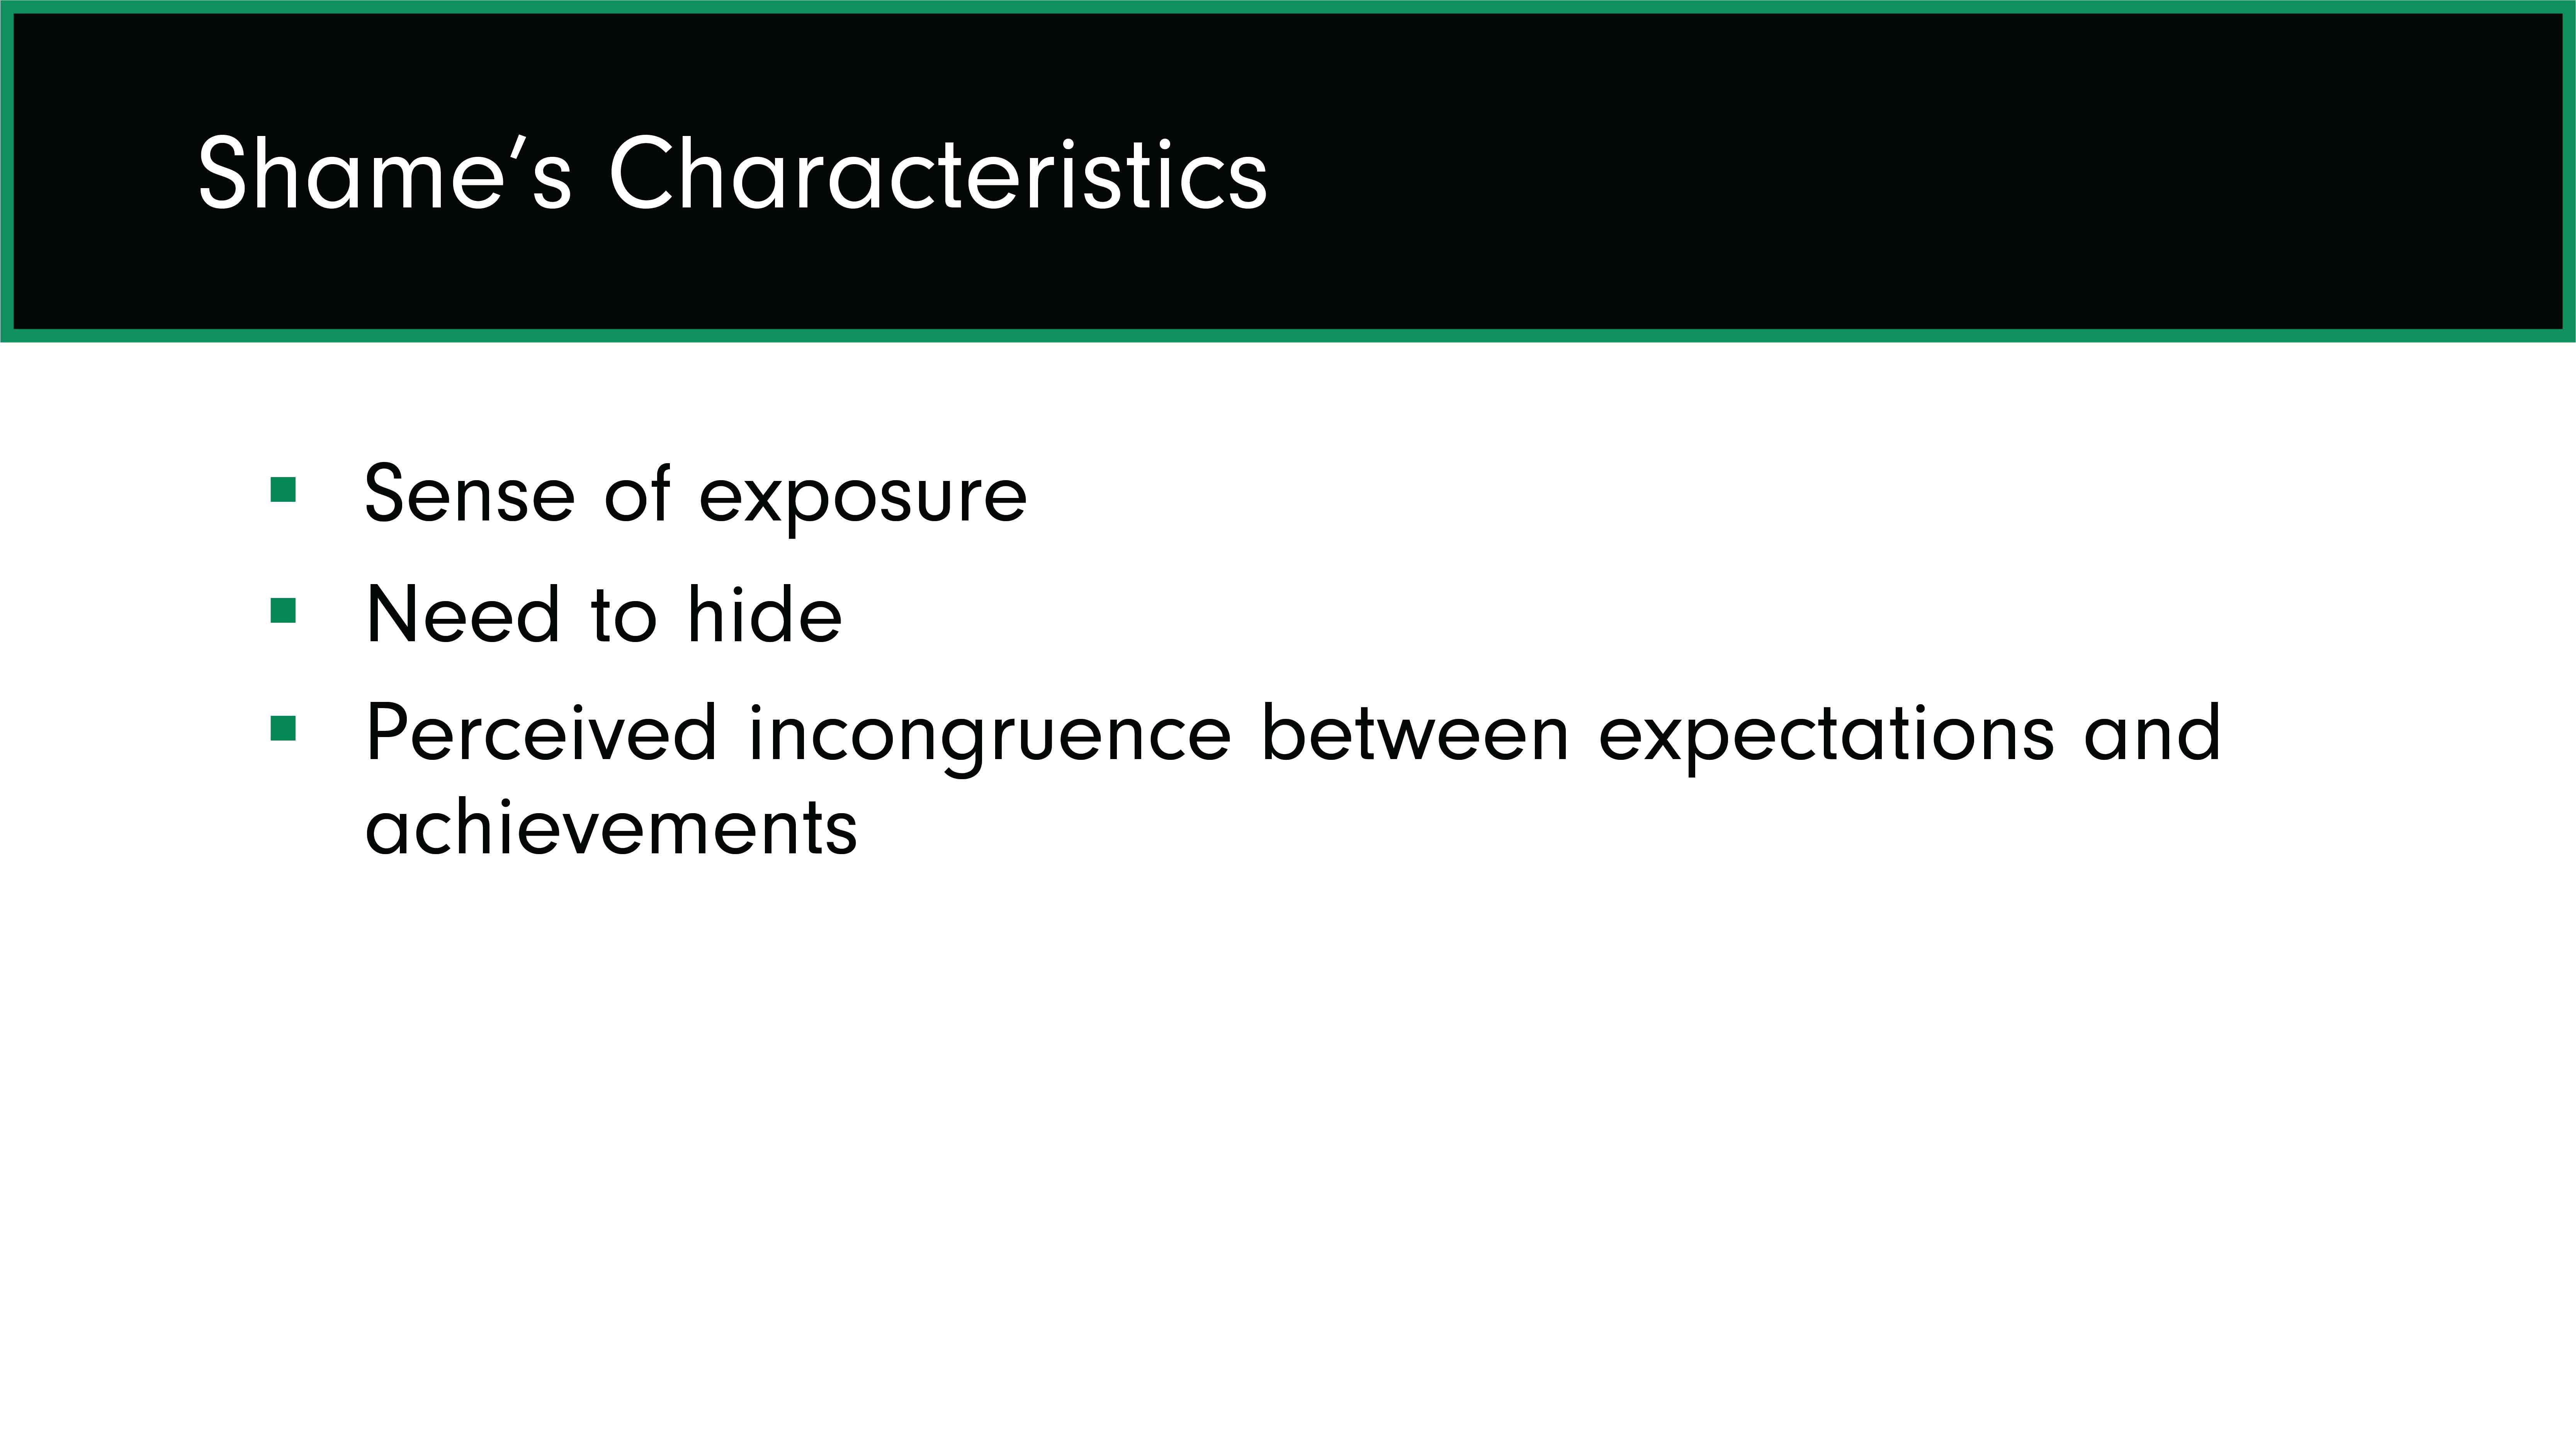 Shame’s Characteristics
▪ Sense of exposure
▪ Need to hide
▪ Perceived incongruence between expectations and
achievements